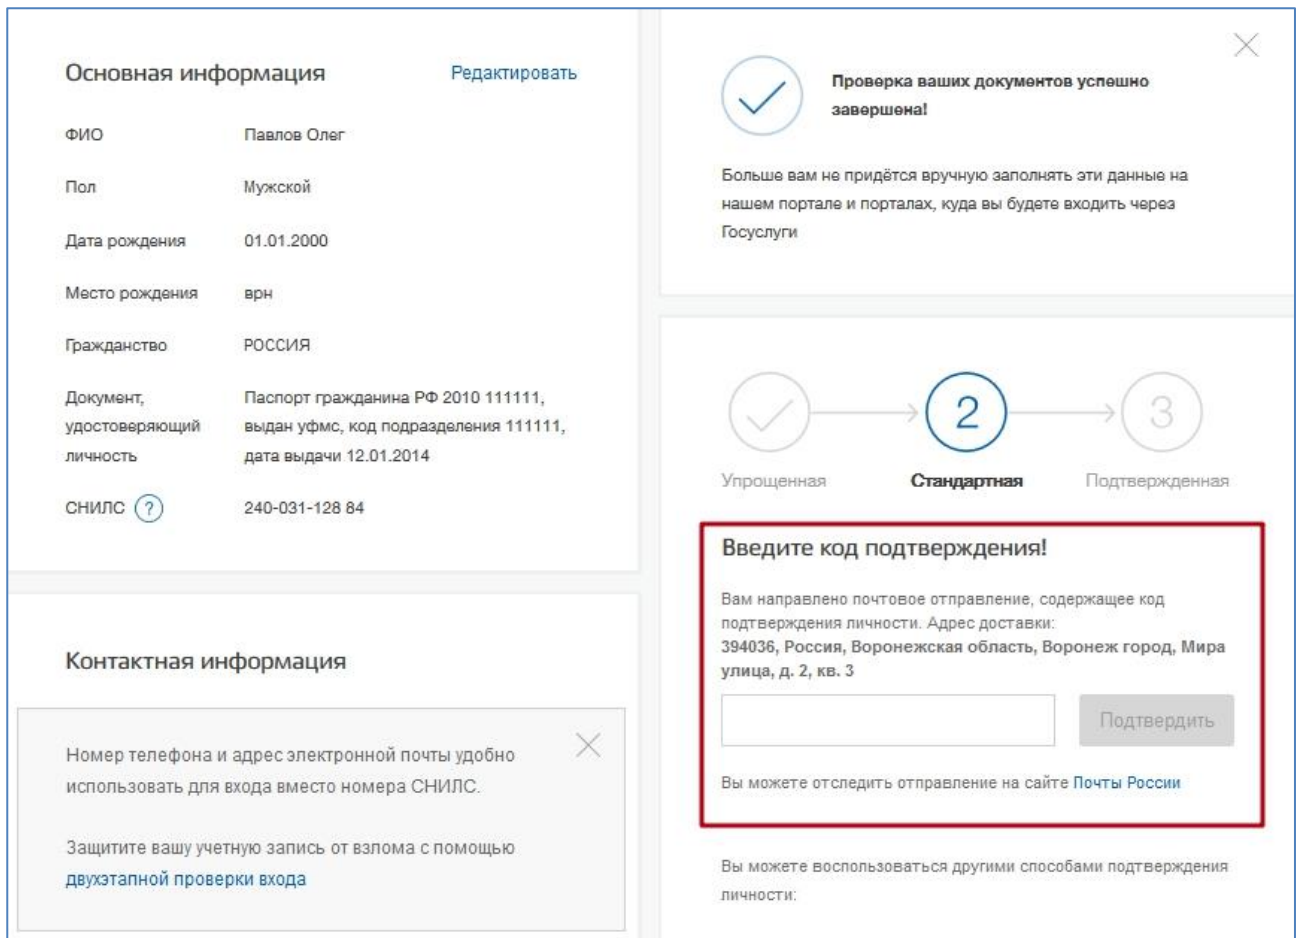 Основная информация
Редактировать
ФИО
Павлов Олег
Пол
Мужской
Дата рождения
01.01.2000
Место рождения
врн
Гражданство
РОССИЯ
Документ,
удостоверяющий
личность
Паспорт гражданина РФ 2010 111111,
выдан уфмс, код подразделения 111111,
дата выдачи 12.01.2014
СНИЛС ?
240-031-128 84
Контактная информация
Номер телефона и адрес электронной почты удобно
использовать для входа вместо номера СНИЛС.
Защитите вашу учетную запись от взлома с помощью
двухэтапной проверки входа
Проверка ваших документов успешно
завершена!
Больше вам не придётся вручную заполнять эти данные на
нашем портале и порталах, куда вы будете входить через
Госуслуги
2
3
Упрощенная
Стандартная
Подтвержденная
Введите код подтверждения!
Вам направлено почтовое отправление, содержащее код
подтверждения личности. Адрес доставки:
394036, Россия, Воронежская область, Воронеж город, Мира
улица, д. 2, кв. 3
Подтвердить
Вы можете отследить отправление на сайте Почты России
Вы можете воспользоваться другими способами подтверждения
личности: